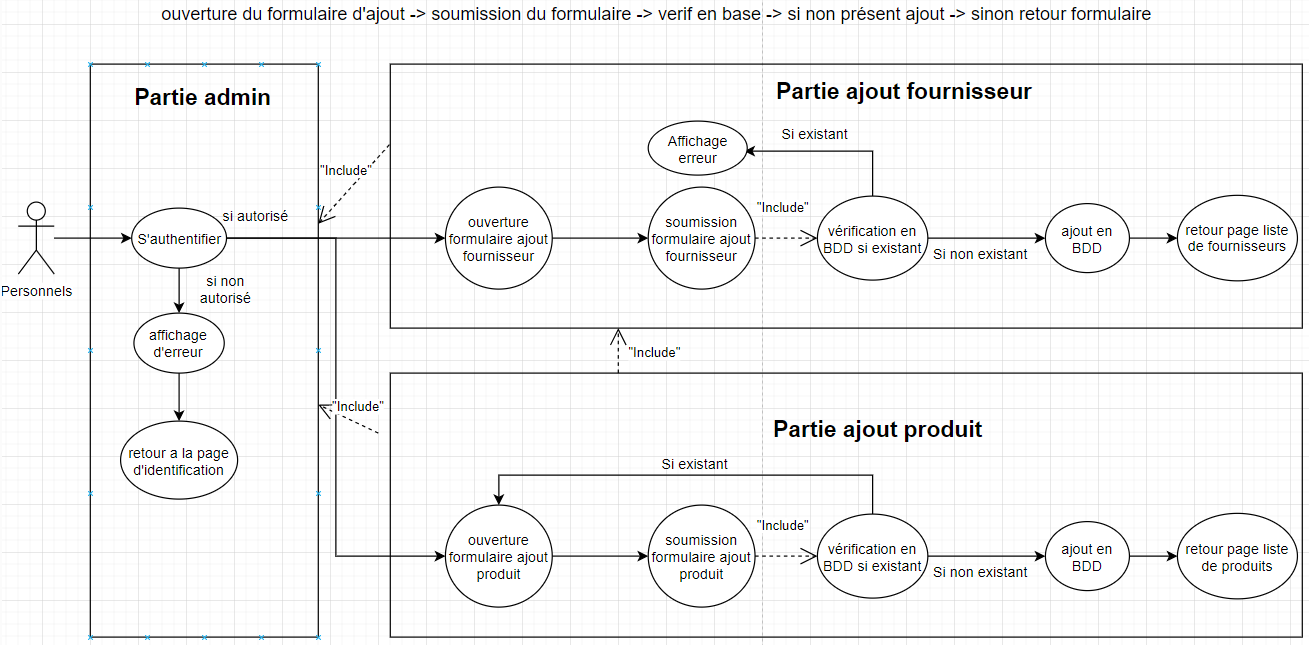 ouverture du formulaire d'ajout -> soumission du formulaire -> verif en base -> si non présent ajout -> sinon retour formulaire
Partie admin
Personnels
S'authentifier
si autorisé
si non
autorisé
affichage
d'erreur
retour a la page
d'identification
"Include"
"Include"
Partie ajout fournisseur
Affichage
erreur
Si existant
ouverture
formulaire ajout
fournisseur
soumission
formulaire ajout
fournisseur
"Include"
vérification en
BDD si existant
Si non existant
ajout en
BDD
retour page liste
de fournisseurs
"Include"
Partie ajout produit
Si existant
ouverture
formulaire ajout
produit
soumission
formulaire ajout
produit
"Include"
vérification en
BDD si existant
Si non existant
ajout en
BDD
retour page liste
de produits